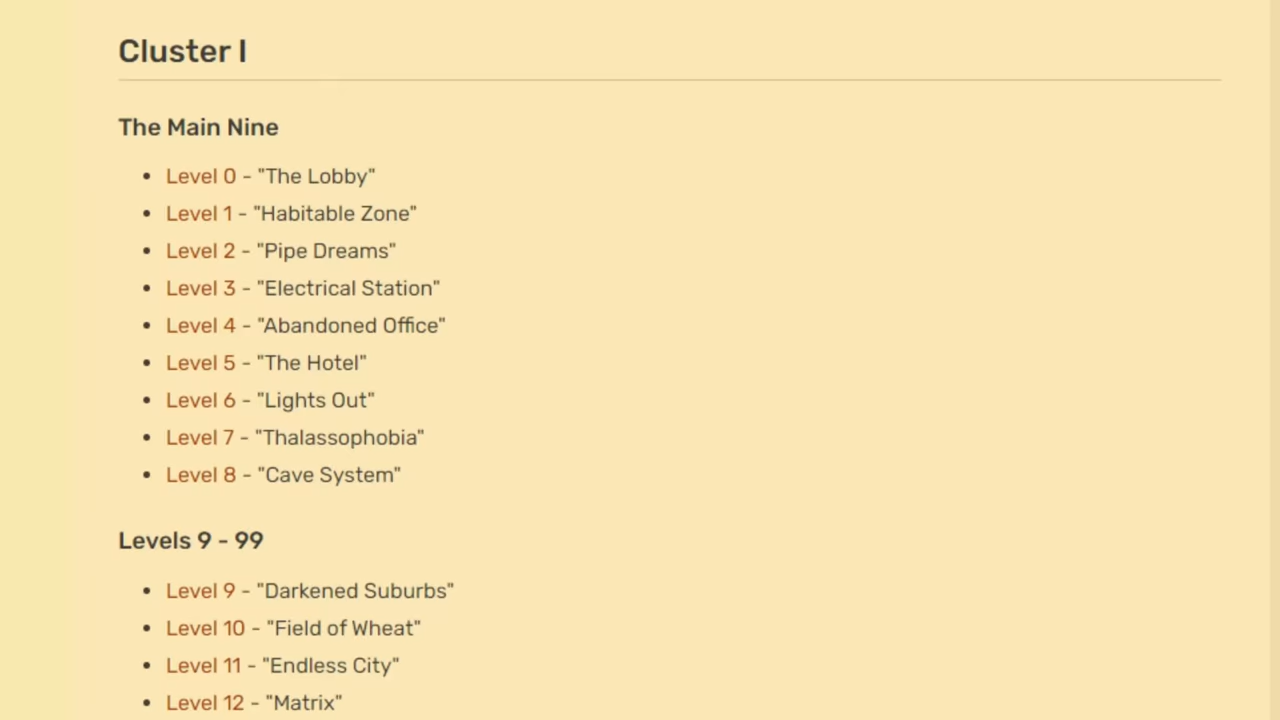 Cluster I
The Main Nine
Level 0 - "The Lobby"
Level 1 - "Habitable Zone"
Level 2 - "Pipe Dreams"
Level 3 - "Electrical Station"
Level 4 - "Abandoned Office"
Level 5 - "The Hotel"
Level 6 - "Lights Out"
Level 7 - "Thalassophobia"
Level 8 - "Cave System"
Levels 9 - 99
Level 9 - "Darkened Suburbs"
Level 10 - "Field of Wheat"
Level 11 - "Endless City"
Level 12 - "Matrix"